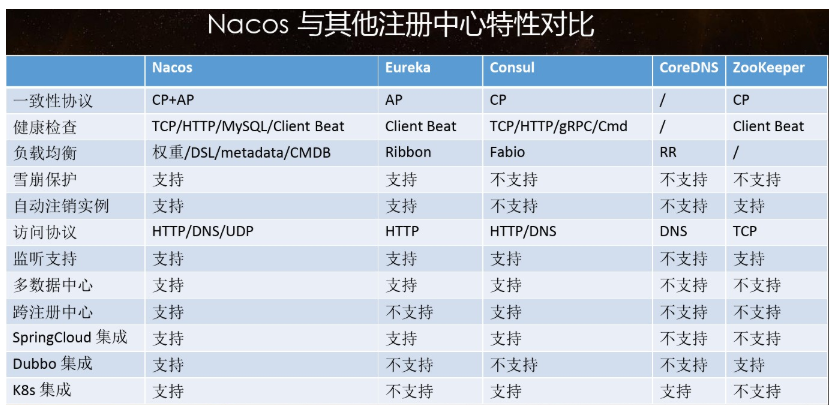 Nacos 与其他注册中心特性对比
Nacos Eureka Consul CoreDNS ZooKeeper
一致性协议 CP+AP AP CP / CP
健康检查 TCP/HTTP/MySQL/Client Beat Client Beat TCP/HTTP/gRPC/Cmd / Client Beat
负载均衡 权重/DSL/metadata/CMDB Ribbon Fabio RR /
雪崩保护 支持 支持 不支持 不支持 不支持
自动注销实例 支持 支持 不支持 不支持 支持
访问协议 HTTP/DNS/UDP HTTP HTTP/DNS DNS TCP
监听支持 支持 支持 支持 不支持 支持
多数据中心 支持 支持 支持 不支持 不支持
跨注册中心 支持 不支持 支持 不支持 不支持
SpringCloud 集成 支持 支持 支持 不支持 不支持
Dubbo 集成 支持 不支持 不支持 不支持 支持
K8s 集成 支持 不支持 支持 支持 不支持